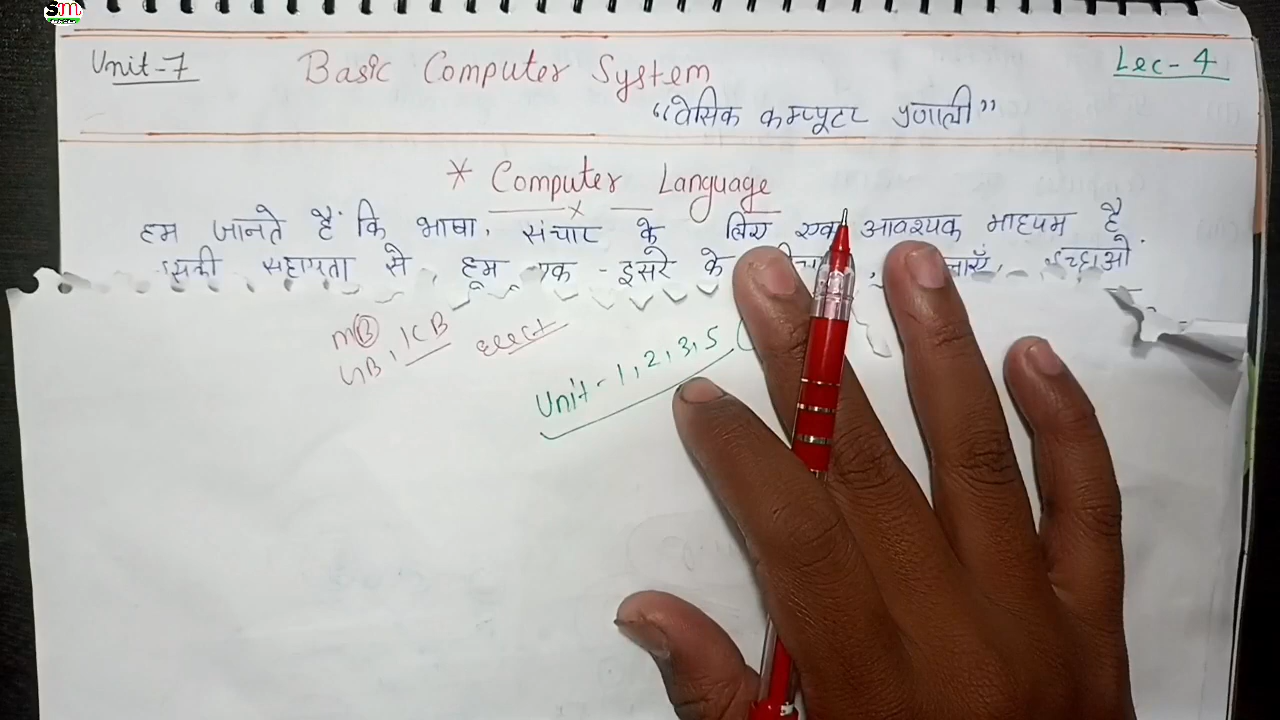 Sm
Unit-7 Basic Computer System Lec-4
"बेसिक कम्प्यूटर प्रणाली"
* Computer Language
हम जानते हैं कि भाषा, संचार के लिए एक आवश्यक माध्यम है.
सहायता से, हम एक-दूसरे के
MB
GB, KB
Unit-1,2,3,5